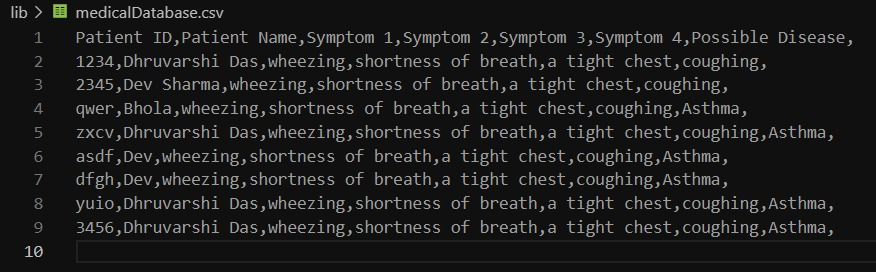 lib > medicalDatabase.csv
1 Patient ID,Patient Name,Symptom 1,Symptom 2,Symptom 3,Symptom 4,Possible Disease,
2 1234,Dhruvarshi Das,wheezing,shortness of breath,a tight chest,coughing,
3 2345,Dev Sharma,wheezing,shortness of breath,a tight chest,coughing,
4 qwer,Bhola,wheezing,shortness of breath,a tight chest,coughing,Asthma,
5 zxcv,Dhruvarshi Das,wheezing,shortness of breath,a tight chest,coughing,Asthma,
6 asdf,Dev,wheezing,shortness of breath,a tight chest,coughing,Asthma,
7 dfgh,Dev,wheezing,shortness of breath,a tight chest,coughing,Asthma,
8 yuio,Dhruvarshi Das,wheezing,shortness of breath,a tight chest,coughing,Asthma,
9 3456,Dhruvarshi Das,wheezing,shortness of breath,a tight chest,coughing,Asthma,
10